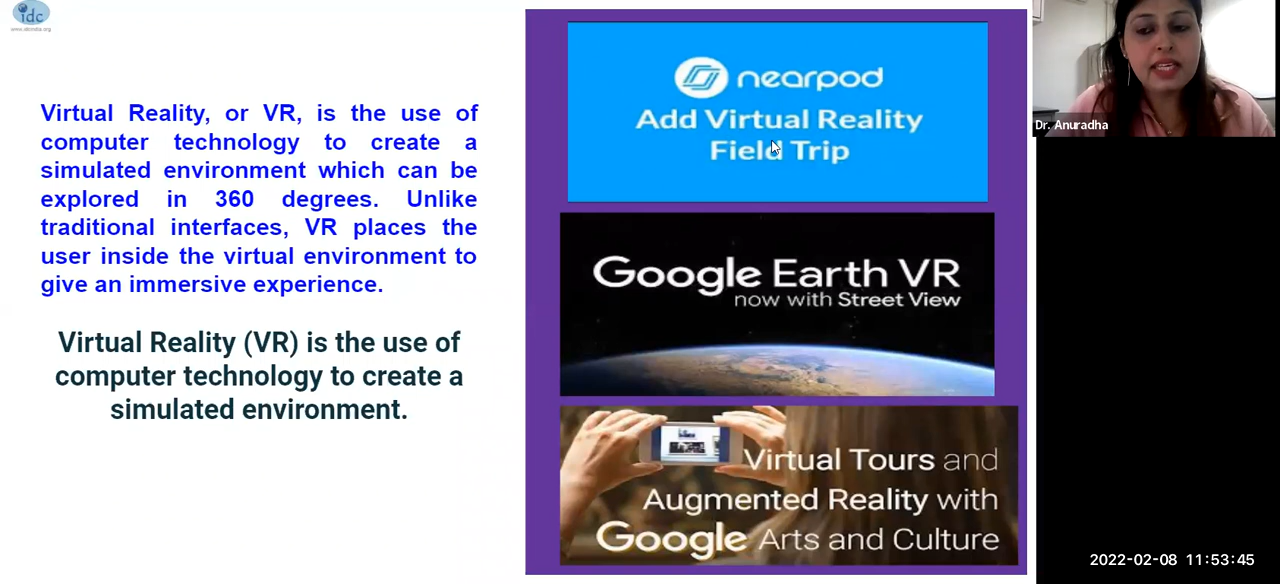 idc
Virtual Reality, or VR, is the use of
computer technology to create a
simulated environment which can be
explored in 360 degrees. Unlike
traditional interfaces, VR places the
user inside the virtual environment to
give an immersive experience.
Virtual Reality (VR) is the use of
computer technology to create a
simulated environment.
nearpod
Add Virtual Reality
Field Trip
Google Earth VR
now with Street View
Virtual Tours and
Augmented Reality with
Google Arts and Culture
Dr. Anuradha
2022-02-08 11:53:45